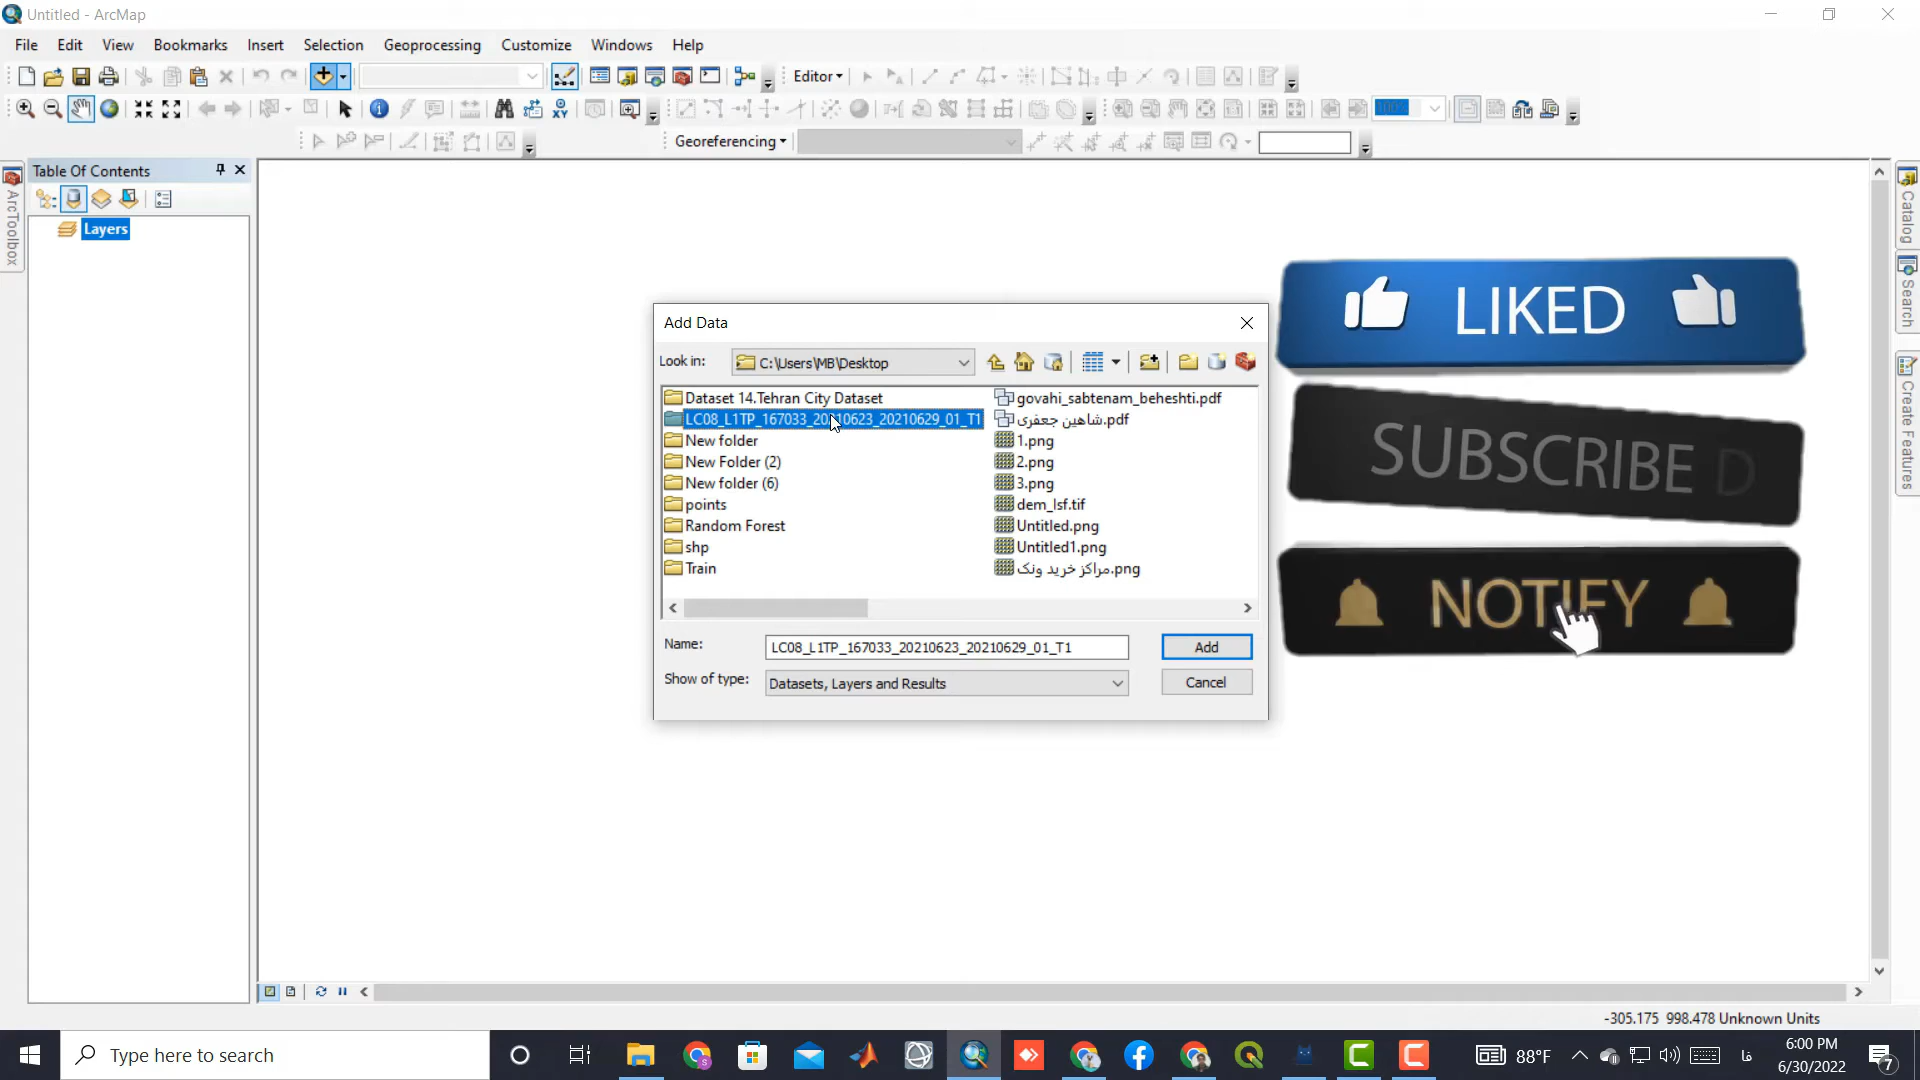 Untitled - ArcMap
File Edit View Bookmarks Insert Selection Geoprocessing Customize Windows Help
Editor
100%
Georeferencing
Table Of Contents
ArcToolbox
Layers
Catalog
Search
Create Features
Add Data
Look in: C:\Users\MB\Desktop
Dataset 14.Tehran City Dataset
LC08_L1TP_167033_20210623_20210629_01_T1
New folder
New Folder (2)
New folder (6)
points
Random Forest
shp
Train
govahi_sabtenam_beheshti.pdf
شاهین جعفری.pdf
1.png
2.png
3.png
dem_lsf.tif
Untitled.png
Untitled1.png
مراکز خرید ونک.png
Name: LC08_L1TP_167033_20210623_20210629_01_T1
Add
Show of type: Datasets, Layers and Results
Cancel
LIKED
SUBSCRIBE D
NOTIFY
-305.175 998.478 Unknown Units
Type here to search
88°F
فا
6:00 PM
6/30/2022
7